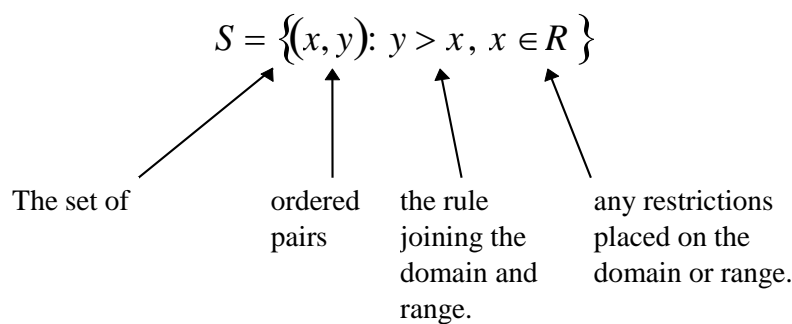 S = {(x, y): y > x, x ∈ R }
The set of
ordered
pairs
the rule
joining the
domain and
range.
any restrictions
placed on the
domain or range.